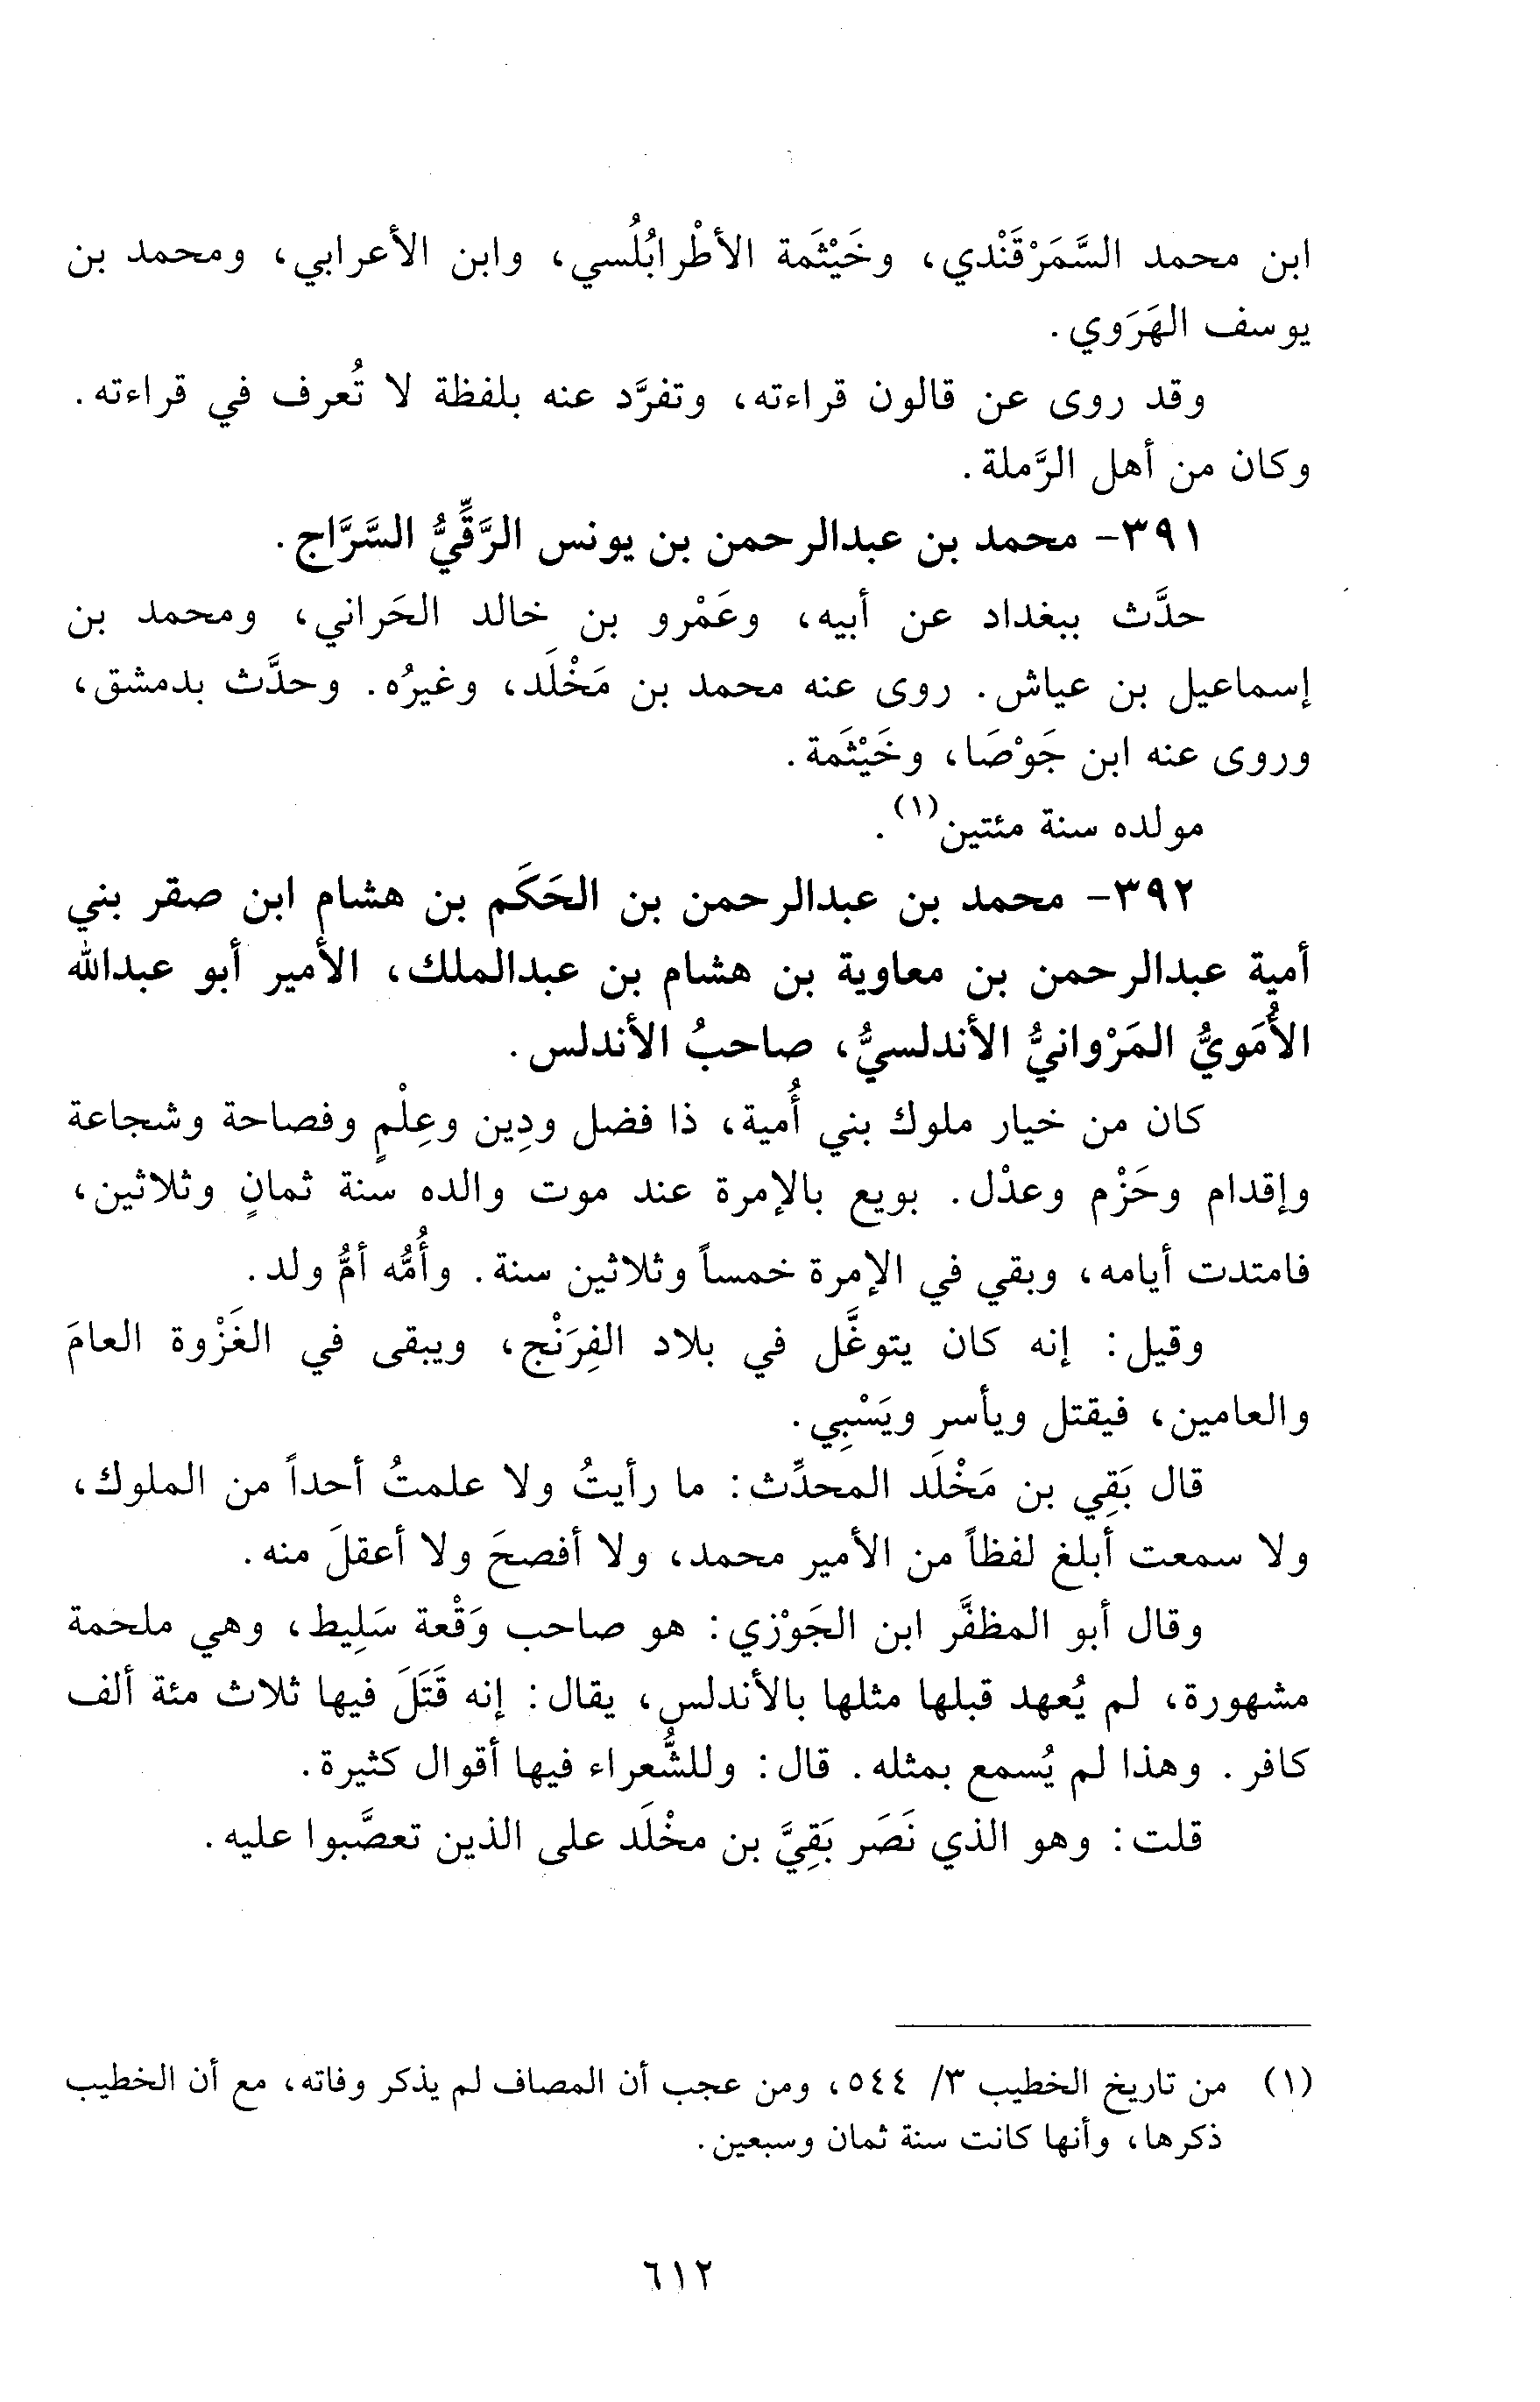 ابن محمد السَّمَرْقَنْدي، وخَيْثَمة الأطْرابُلُسي، وابن الأعرابي، ومحمد بن
يوسف الهَرَوي.
وقد روى عن قالون قراءته، وتفرَّد عنه بلفظة لا تُعرف في قراءته.
وكان من أهل الرَّملة.
٣٩١- محمد بن عبدالرحمن بن يونس الرَّقِّيُّ السَّرَّاج.
حدَّث ببغداد عن أبيه، وعَمْرو بن خالد الحَراني، ومحمد بن
إسماعيل بن عياش. روى عنه محمد بن مَخْلَد، وغيرُه. وحدَّث بدمشق،
وروى عنه ابن جَوْصَا، وخَيْثَمة.
مولده سنة مئتين(١).
٣٩٢- محمد بن عبدالرحمن بن الحَكَم بن هشام ابن صقر بني
أمية عبدالرحمن بن معاوية بن هشام بن عبدالملك، الأمير أبو عبدالله
الأُمَويُّ المَرْوانيُّ الأندلسيُّ، صاحبُ الأندلس.
كان من خيار ملوك بني أُمية، ذا فضل ودِين وعِلْمٍ وفصاحة وشجاعة
وإقدام وحَزْم وعدْل. بويع بالإمرة عند موت والده سنة ثمانٍ وثلاثين،
فامتدت أيامه، وبقي في الإمرة خمساً وثلاثين سنة. وأُمُّه أمُّ ولد.
وقيل: إنه كان يتوغَّل في بلاد الفِرَنْج، ويبقى في الغَزْوة العامَ
والعامين، فيقتل ويأسر ويَسْبِي.
قال بَقِي بن مَخْلَد المحدِّث: ما رأيتُ ولا علمتُ أحداً من الملوك،
ولا سمعت أبلغ لفظاً من الأمير محمد، ولا أفصحَ ولا أعقلَ منه.
وقال أبو المظفَّر ابن الجَوْزي: هو صاحب وَقْعة سَلِيط، وهي ملحمة
مشهورة، لم يُعهد قبلها مثلها بالأندلس، يقال: إنه قَتَلَ فيها ثلاث مئة ألف
كافر. وهذا لم يُسمع بمثله. قال: وللشُّعراء فيها أقوال كثيرة.
قلت: وهو الذي نَصَر بَقِيَّ بن مخْلَد على الذين تعصَّبوا عليه.
(١) من تاريخ الخطيب ٣/ ٥٤٤، ومن عجب أن المصاف لم يذكر وفاته، مع أن الخطيب
ذكرها، وأنها كانت سنة ثمان وسبعين.
٦١٢